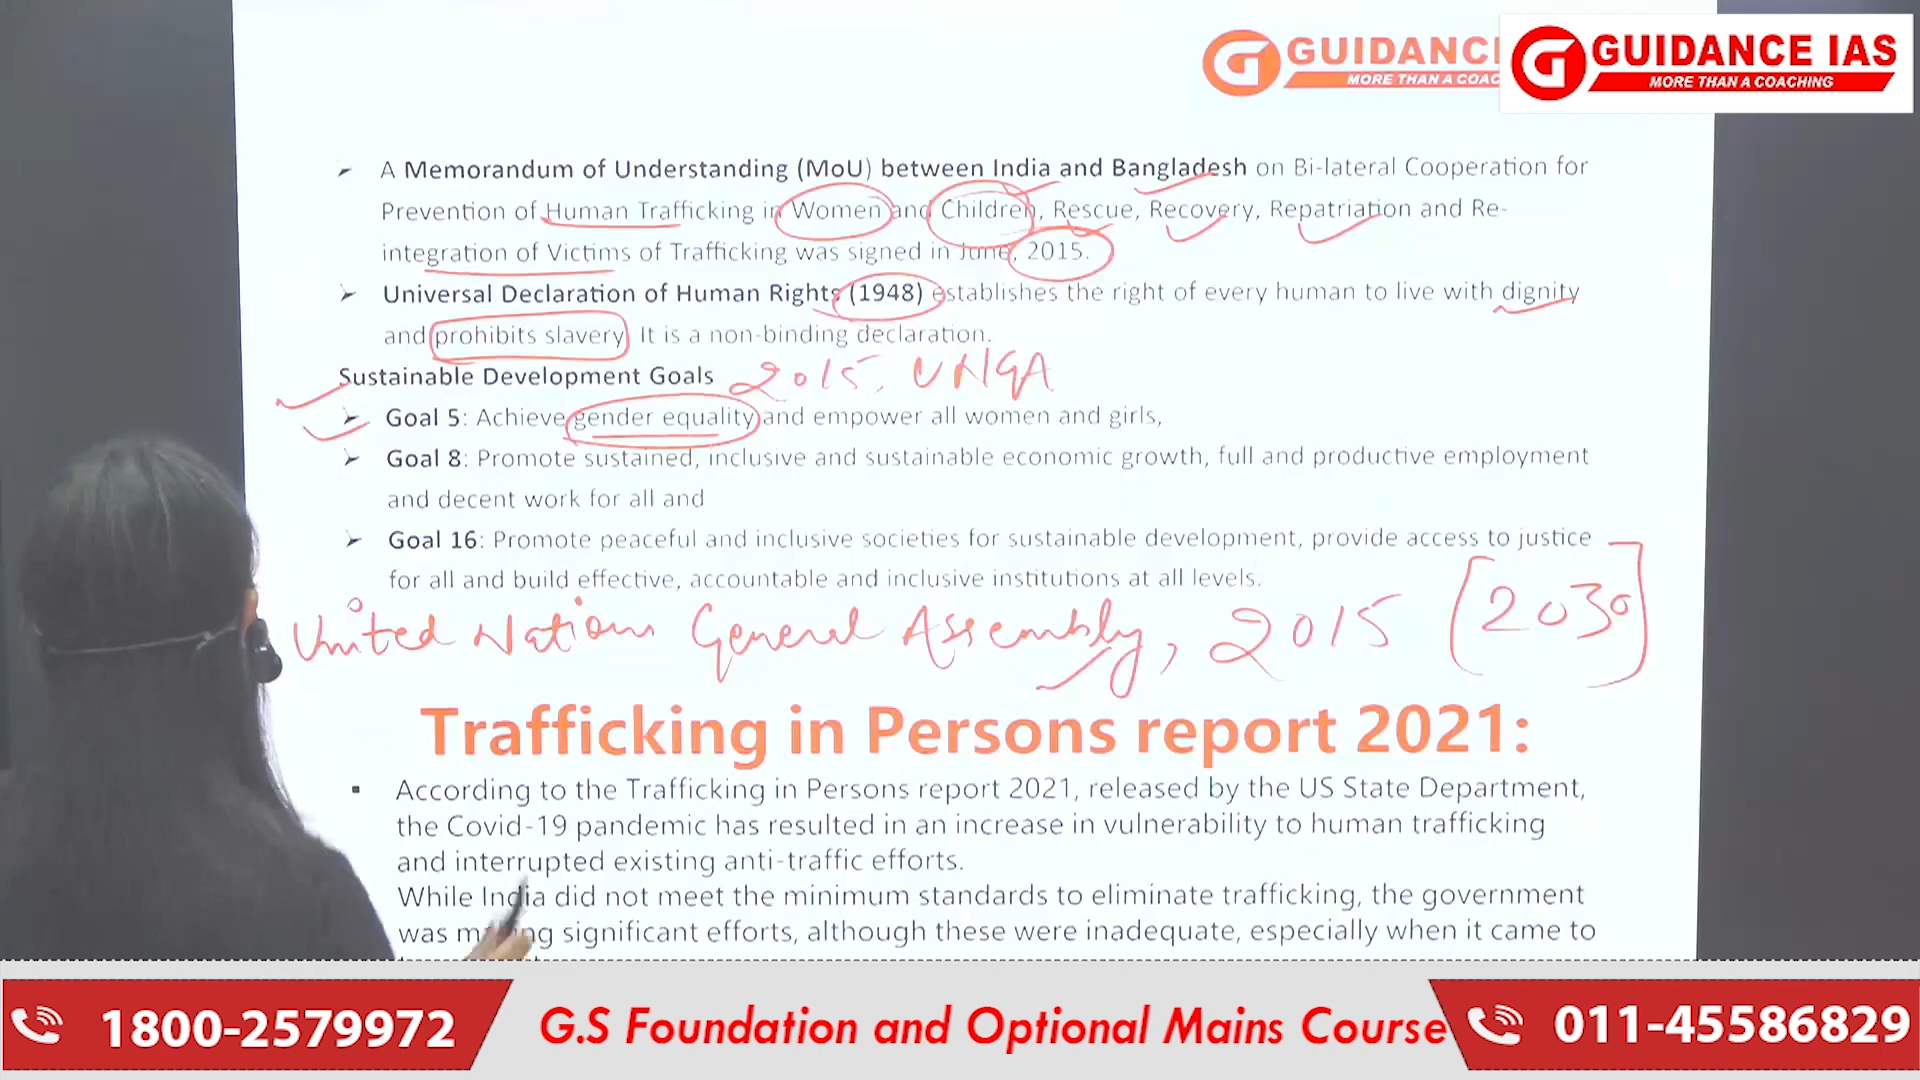 GUIDANC
MORE THAN A COAC
GUIDANCE IAS
MORE THAN A COACHING
A Memorandum of Understanding (MoU) between India and Bangladesh on Bi-lateral Cooperation for
Prevention of Human Trafficking in Women and Children, Rescue, Recovery, Repatriation and Re-
integration of Victims of Trafficking was signed in June, 2015.
Universal Declaration of Human Rights (1948) establishes the right of every human to live with dignity
and prohibits slavery. It is a non-binding declaration.
Sustainable Development Goals 2015, UNGA
Goal 5: Achieve gender equality and empower all women and girls,
Goal 8: Promote sustained, inclusive and sustainable economic growth, full and productive employment
and decent work for all and
Goal 16: Promote peaceful and inclusive societies for sustainable development, provide access to justice
for all and build effective, accountable and inclusive institutions at all levels.
United Nations General Assembly, 2015 [2030]
Trafficking in Persons report 2021:
According to the Trafficking in Persons report 2021, released by the US State Department,
the Covid-19 pandemic has resulted in an increase in vulnerability to human trafficking
and interrupted existing anti-traffic efforts.
While India did not meet the minimum standards to eliminate trafficking, the government
was making significant efforts, although these were inadequate, especially when it came to
1800-2579972
G.S Foundation and Optional Mains Course
011-45586829